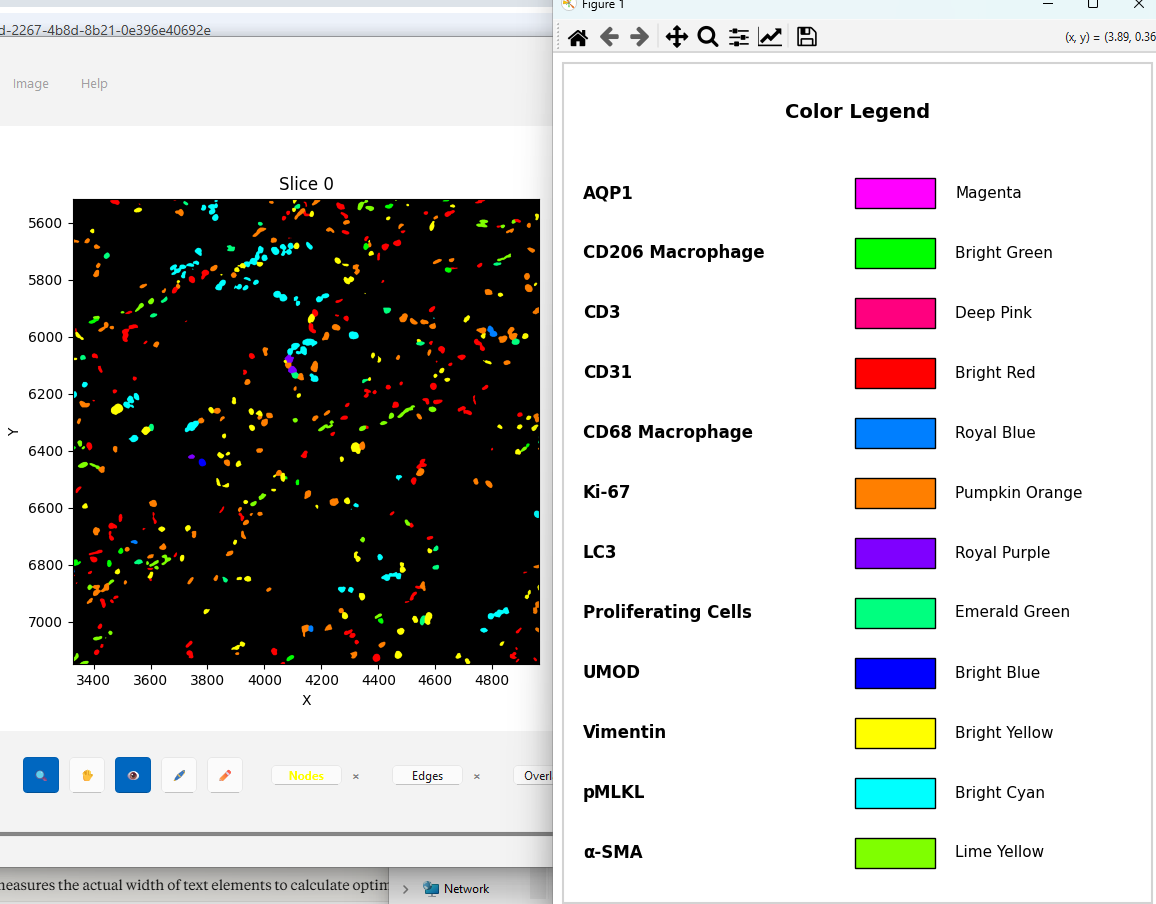 d-2267-4b8d-8b21-0e396e40692e
Image Help
Slice 0
5600
5800
6000
6200
6400
6600
6800
7000
Y
3400 3600 3800 4000 4200 4400 4600 4800
X
Nodes × Edges × Overl
neasures the actual width of text elements to calculate optim
Network
Figure 1
(x, y) = (3.89, 0.36
Color Legend
AQP1 Magenta
CD206 Macrophage Bright Green
CD3 Deep Pink
CD31 Bright Red
CD68 Macrophage Royal Blue
Ki-67 Pumpkin Orange
LC3 Royal Purple
Proliferating Cells Emerald Green
UMOD Bright Blue
Vimentin Bright Yellow
pMLKL Bright Cyan
α-SMA Lime Yellow